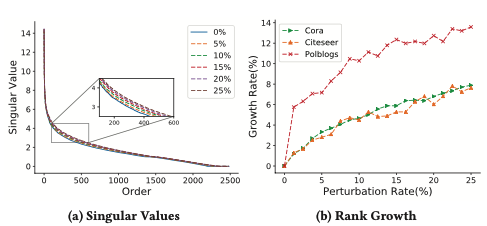 14
12
10
8
6
4
2
0
Singular Value
0%
5%
10%
15%
20%
25%
4
3
200 400 600
0 500 1000 1500 2000 2500
Order
(a) Singular Values
14
12
10
8
6
4
2
0
Growth Rate(%)
Cora
Citeseer
Polblogs
0 5 10 15 20 25
Perturbation Rate(%)
(b) Rank Growth